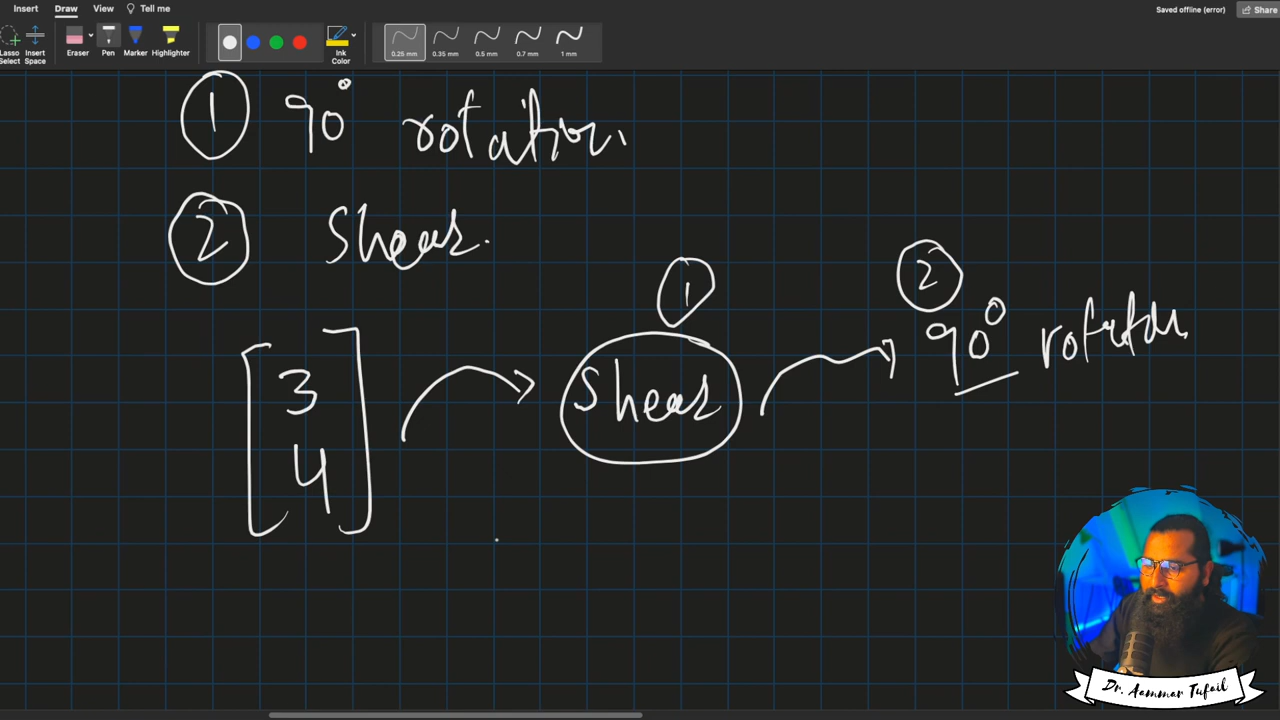 Insert Draw View Tell me
Saved offline (error) Share
Lasso Select Insert Space Eraser Pen Marker Highlighter Ink Color 0.25 mm 0.35 mm 0.5 mm 0.7 mm 1 mm
1 90° rotation.
2 Shear.
1
2
90° rotation
3
Shear
4
Dr. Aammar Tufail